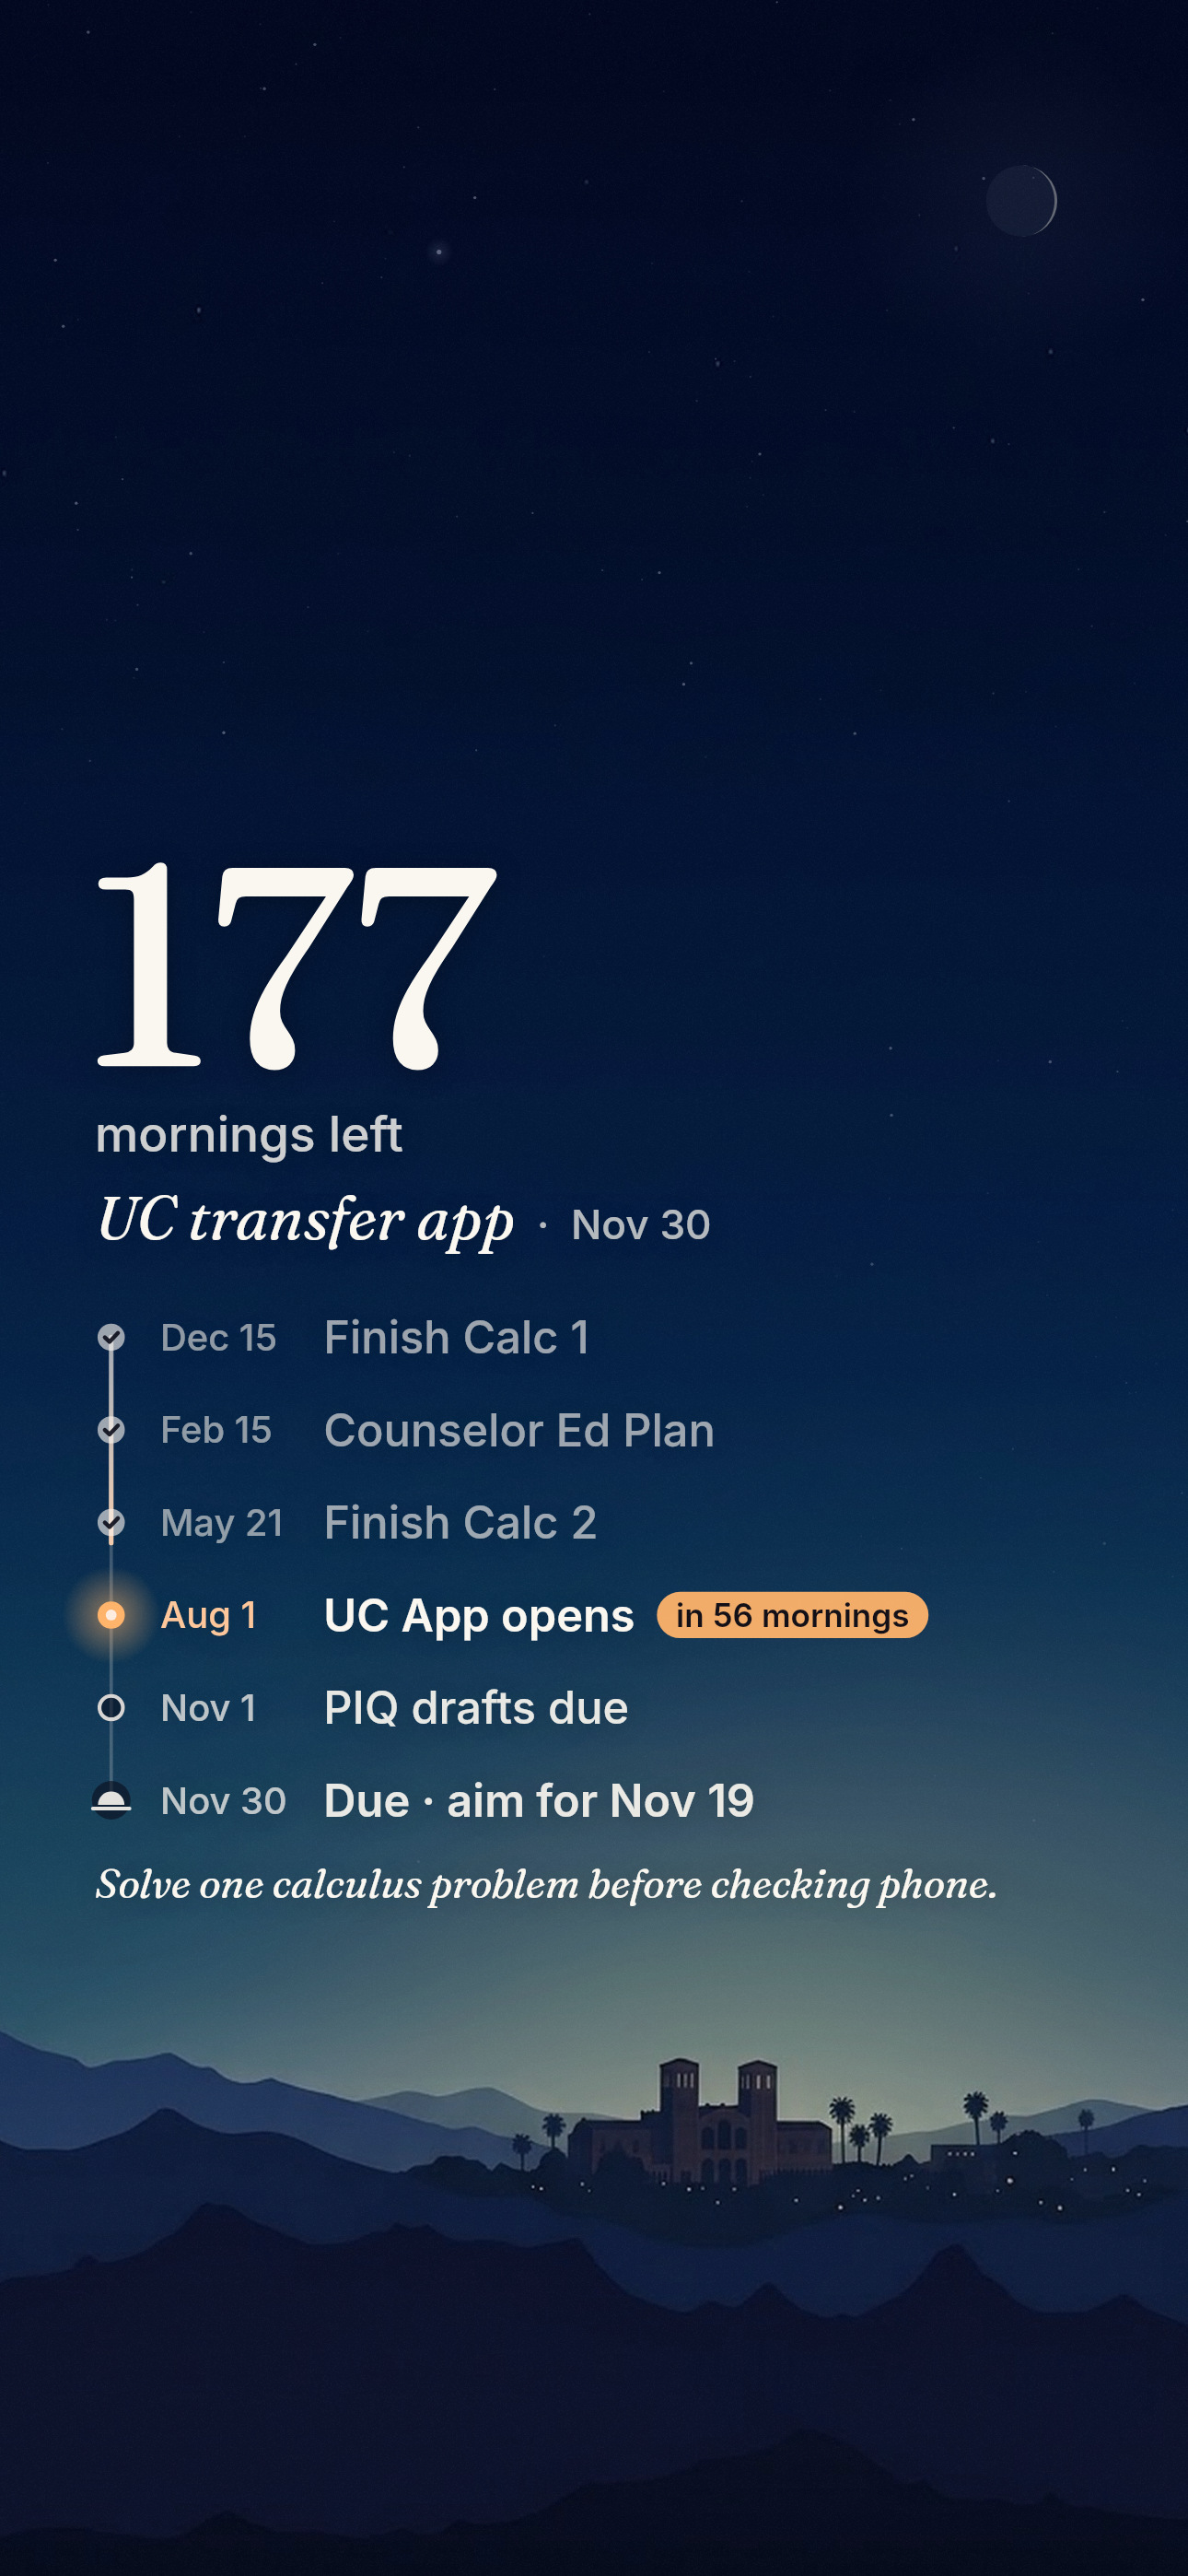 177
mornings left
UC transfer app · Nov 30
Dec 15 Finish Calc 1
Feb 15 Counselor Ed Plan
May 21 Finish Calc 2
Aug 1 UC App opens in 56 mornings
Nov 1 PIQ drafts due
Nov 30 Due · aim for Nov 19
Solve one calculus problem before checking phone.